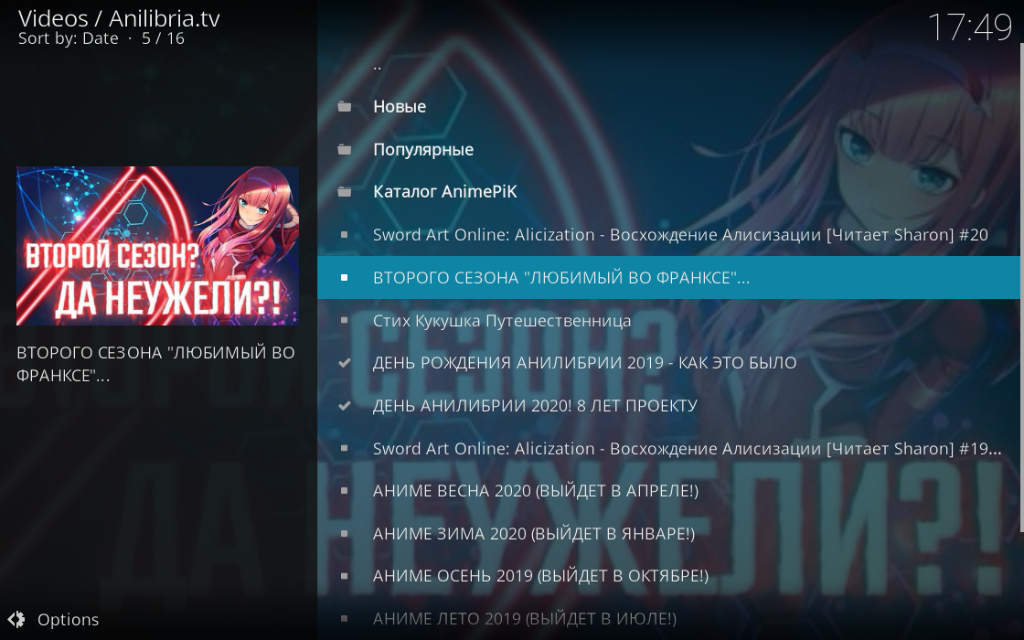 Videos / Anilibria.tv
Sort by: Date · 5 / 16
17:49
..
Новые
Популярные
Каталог AnimePiK
Sword Art Online: Alicization - Восхождение Алисизации [Читает Sharon] #20
ВТОРОГО СЕЗОНА "ЛЮБИМЫЙ ВО ФРАНКСЕ"...
Стих Кукушка Путешественница
ДЕНЬ РОЖДЕНИЯ АНИЛИБРИИ 2019 - КАК ЭТО БЫЛО
ДЕНЬ АНИЛИБРИИ 2020! 8 ЛЕТ ПРОЕКТУ
Sword Art Online: Alicization - Восхождение Алисизации [Читает Sharon] #19...
АНИМЕ ВЕСНА 2020 (ВЫЙДЕТ В АПРЕЛЕ!)
АНИМЕ ЗИМА 2020 (ВЫЙДЕТ В ЯНВАРЕ!)
АНИМЕ ОСЕНЬ 2019 (ВЫЙДЕТ В ОКТЯБРЕ!)
АНИМЕ ЛЕТО 2019 (ВЫЙДЕТ В ИЮЛЕ!)
ВТОРОЙ СЕЗОН?
ДА НЕУЖЕЛИ?!
ВТОРОГО СЕЗОНА "ЛЮБИМЫЙ ВО
ФРАНКСЕ"...
ВТОРОЙ СЕЗОН?
ДА НЕУЖЕЛИ?!
Options